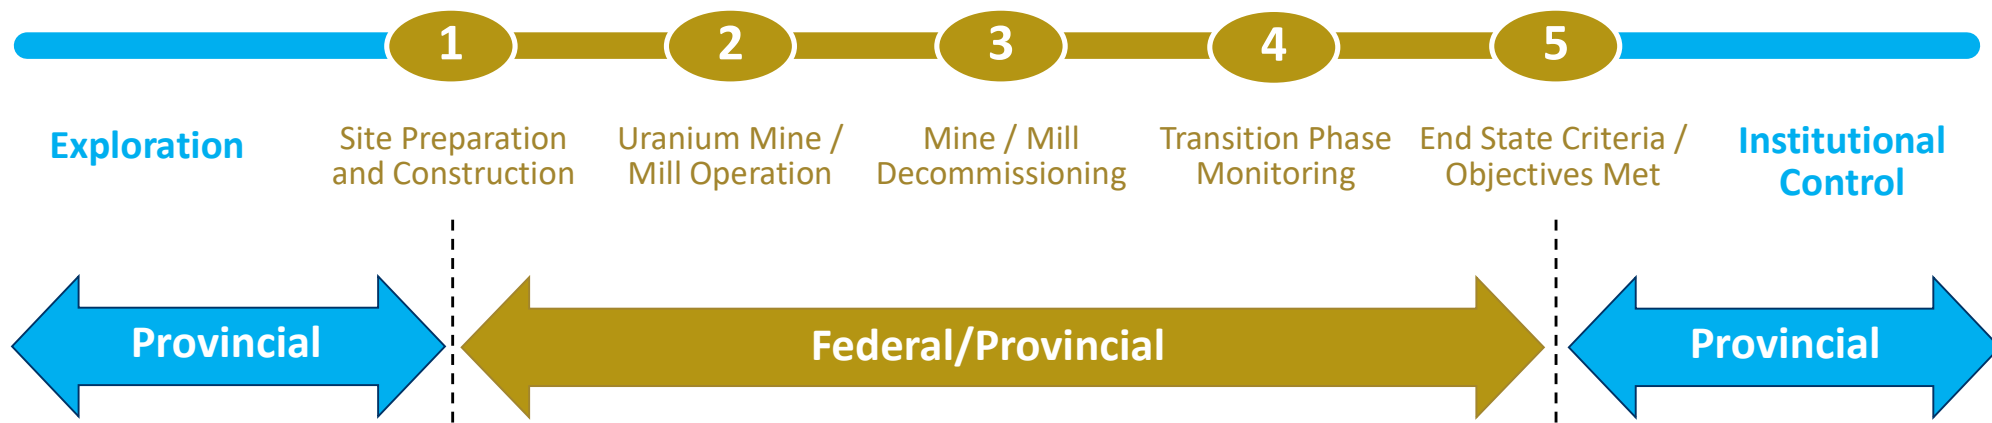 1
2
3
4
5
Exploration
Site Preparation
and Construction
Uranium Mine /
Mill Operation
Mine / Mill
Decommissioning
Transition Phase
Monitoring
End State Criteria /
Objectives Met
Institutional
Control
Provincial
Federal/Provincial
Provincial